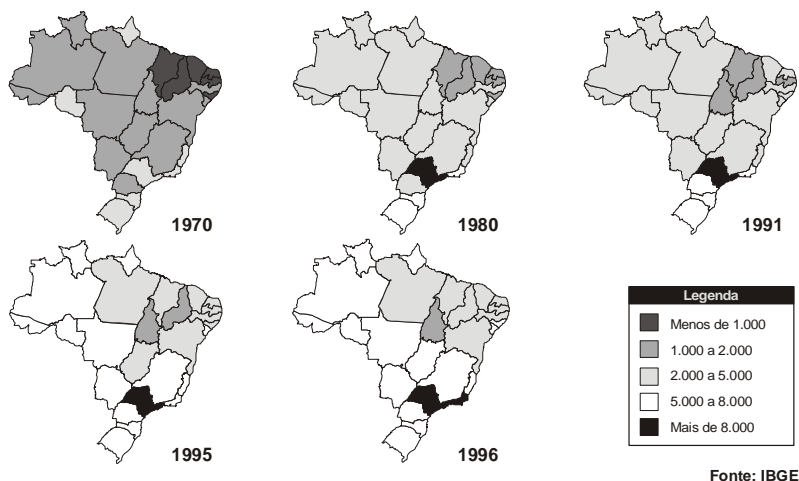 1970
1980
1991
1995
1996
Legenda
Menos de 1.000
1.000 a 2.000
2.000 a 5.000
5.000 a 8.000
Mais de 8.000
Fonte: IBGE